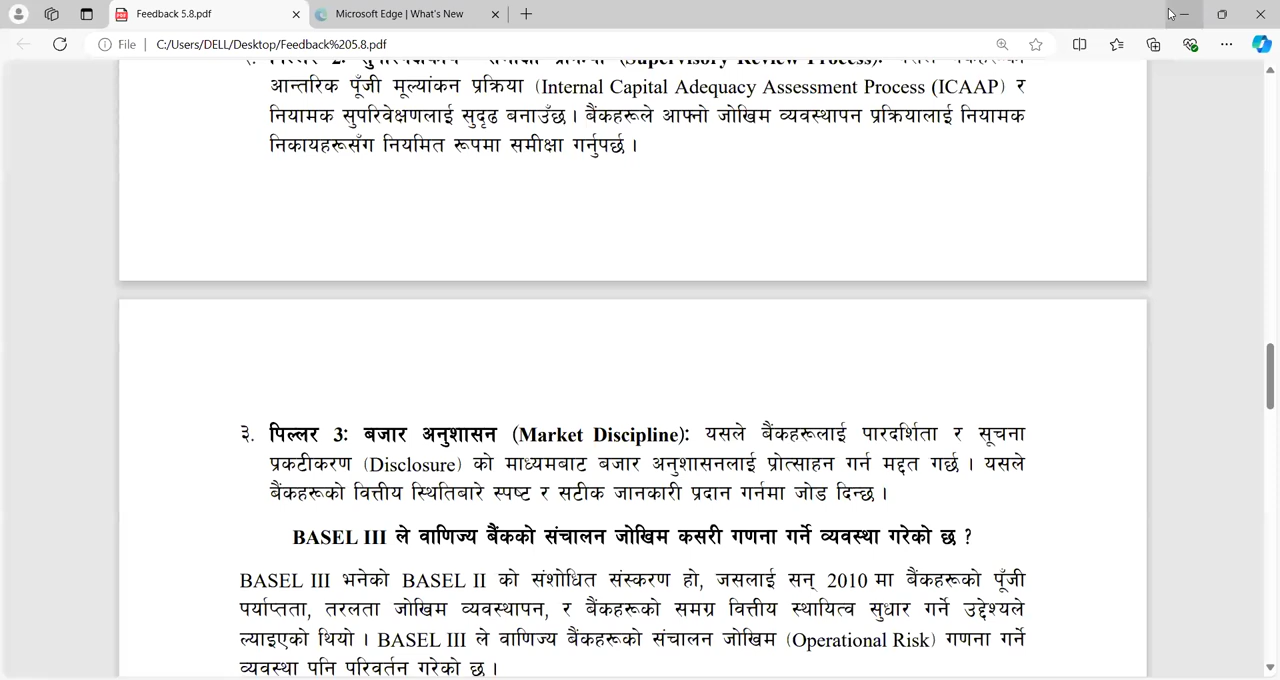 Feedback 5.8.pdf
Microsoft Edge | What's New
File
C:/Users/DELL/Desktop/Feedback%205.8.pdf
आन्तरिक पूँजी मूल्यांकन प्रक्रिया (Internal Capital Adequacy Assessment Process (ICAAP) र
नियामक सुपरिवेक्षणलाई सुदृढ बनाउँछ । बैंकहरूले आफ्नो जोखिम व्यवस्थापन प्रक्रियालाई नियामक
निकायहरूसँग नियमित रूपमा समीक्षा गर्नुपर्छ ।
३. पिल्लर 3: बजार अनुशासन (Market Discipline): यसले बैंकहरूलाई पारदर्शिता र सूचना
प्रकटीकरण (Disclosure) को माध्यमबाट बजार अनुशासनलाई प्रोत्साहन गर्न मद्दत गर्छ । यसले
बैंकहरूको वित्तीय स्थितिबारे स्पष्ट र सटीक जानकारी प्रदान गर्नमा जोड दिन्छ ।
BASEL III ले वाणिज्य बैंकको संचालन जोखिम कसरी गणना गर्ने व्यवस्था गरेको छ ?
BASEL III भनेको BASEL II को संशोधित संस्करण हो, जसलाई सन् 2010 मा बैंकहरूको पूँजी
पर्याप्तता, तरलता जोखिम व्यवस्थापन, र बैंकहरूको समग्र वित्तीय स्थायित्व सुधार गर्ने उद्देश्यले
ल्याइएको थियो । BASEL III ले वाणिज्य बैंकहरूको संचालन जोखिम (Operational Risk) गणना गर्ने
व्यवस्था पनि परिवर्तन गरेको छ ।